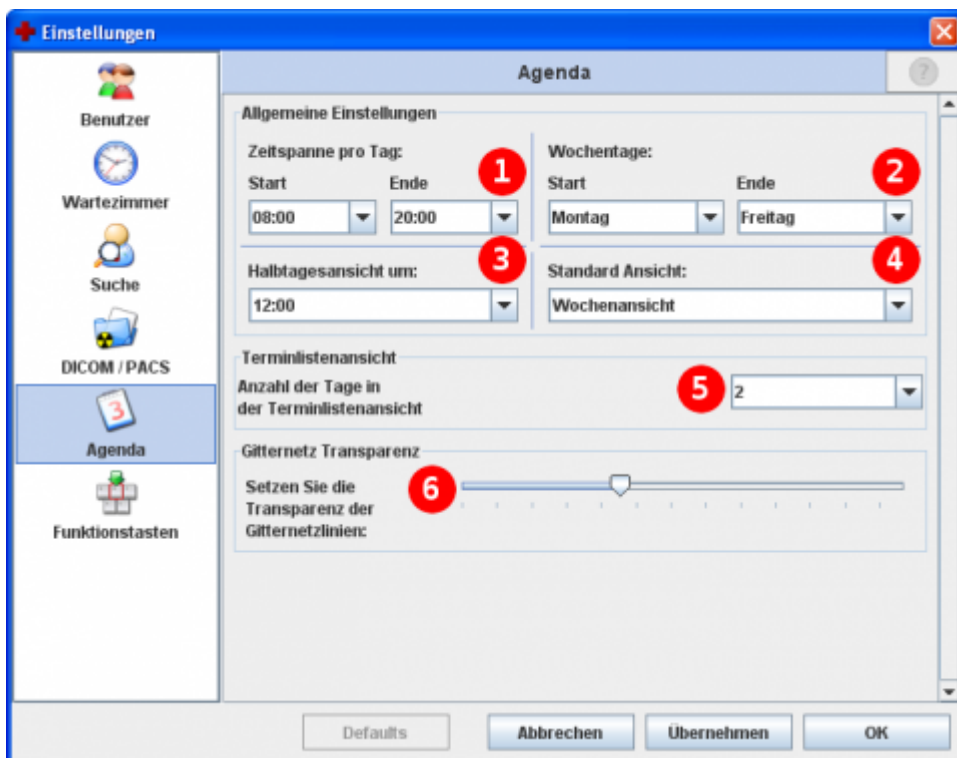 Einstellungen
Benutzer
Wartezimmer
Suche
DICOM / PACS
3
Agenda
Funktionstasten
Agenda
?
Allgemeine Einstellungen
Zeitspanne pro Tag:
Start Ende 1
08:00 20:00
Wochentage:
Start Ende 2
Montag Freitag
Halbtagesansicht um: 3
12:00
Standard Ansicht: 4
Wochenansicht
Terminlistenansicht
Anzahl der Tage in
der Terminlistenansicht
5 2
Gitternetz Transparenz
Setzen Sie die
Transparenz der
Gitternetzlinien:
6
Defaults Abbrechen Übernehmen OK